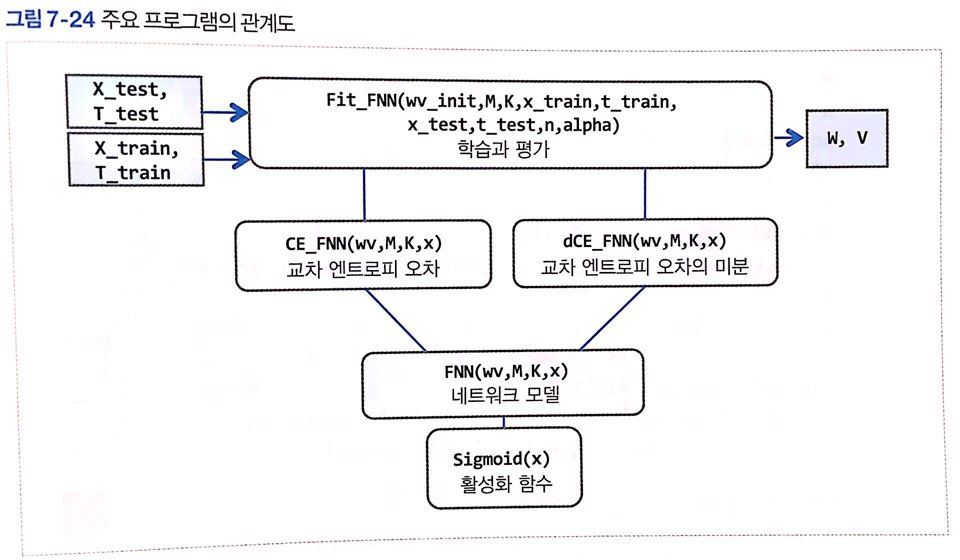 그림 7-24 주요 프로그램의 관계도
X_test,
T_test
X_train,
T_train
Fit_FNN(wv_init,M,K,x_train,t_train,
x_test,t_test,n,alpha)
학습과 평가
W, V
CE_FNN(wv,M,K,x)
교차 엔트로피 오차
dCE_FNN(wv,M,K,x)
교차 엔트로피 오차의 미분
FNN(wv,M,K,x)
네트워크 모델
Sigmoid(x)
활성화 함수